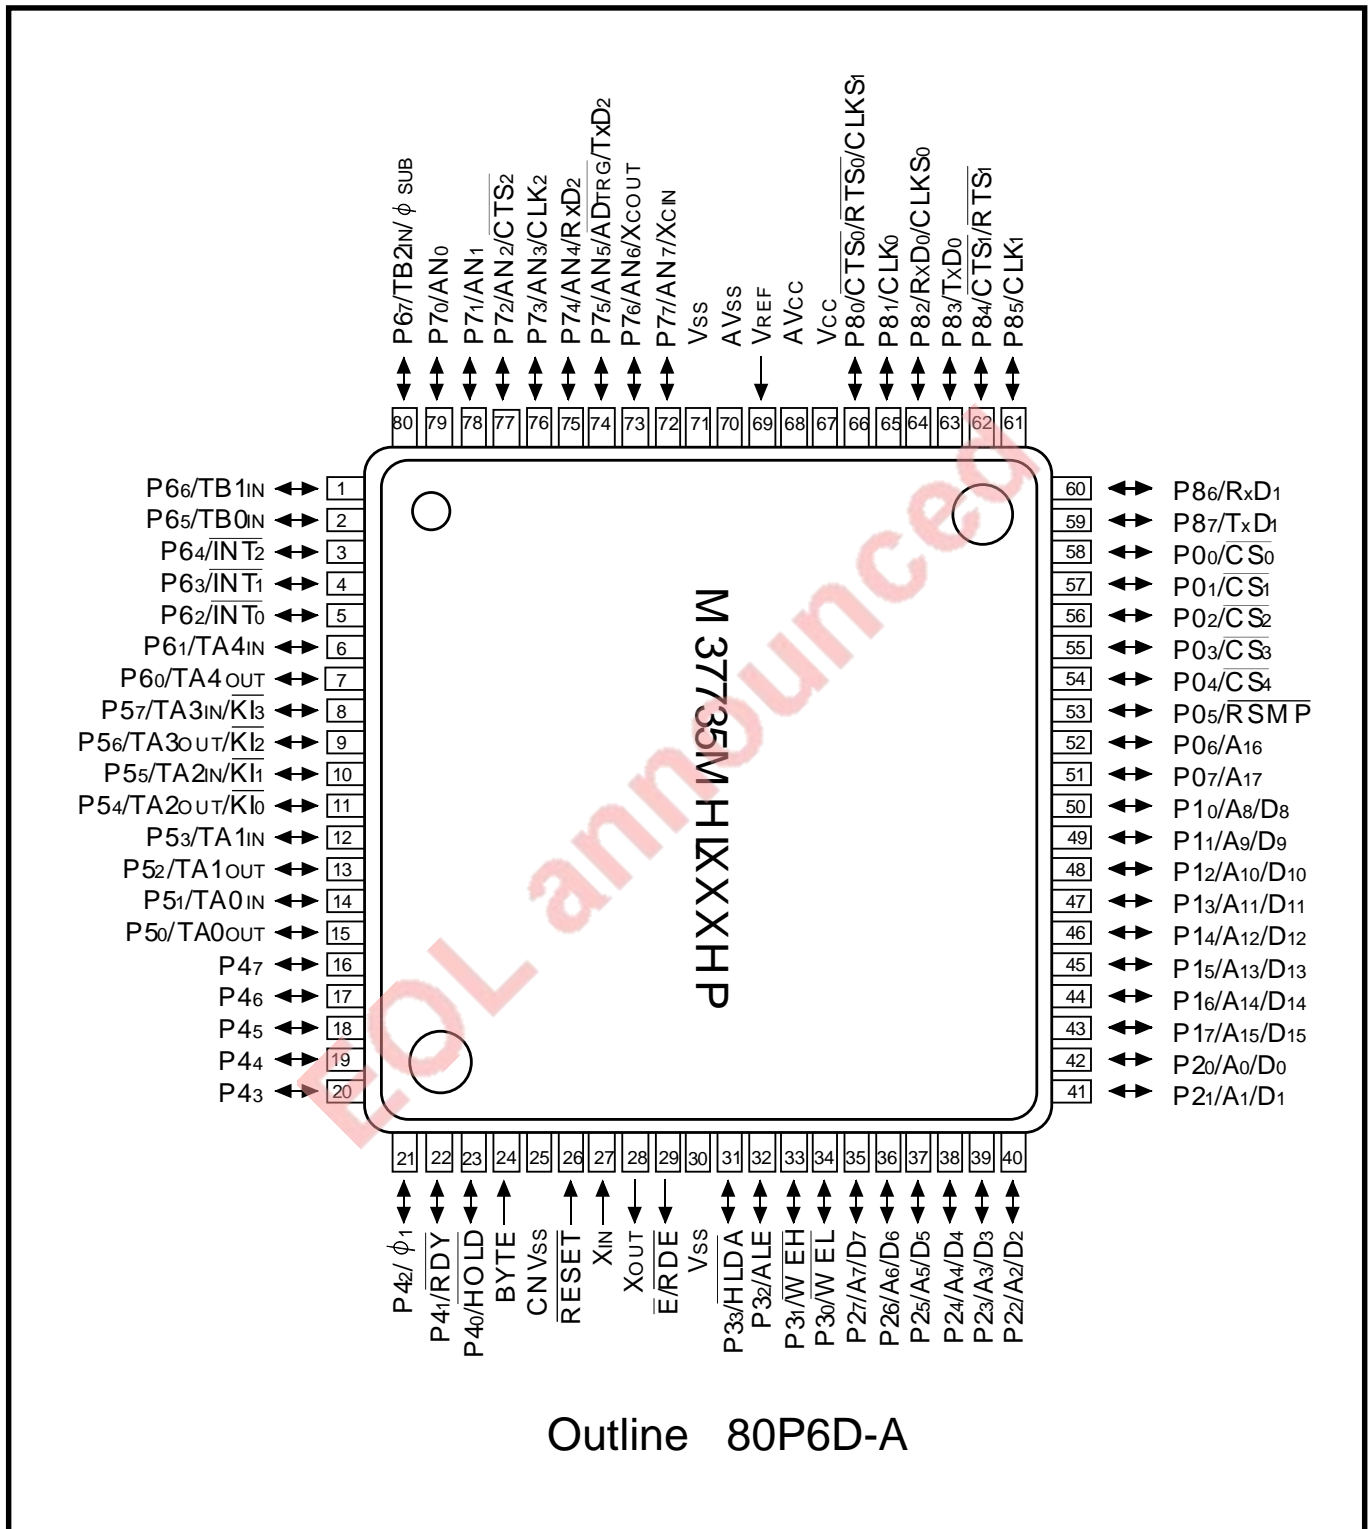 P67/TB2IN/ϕ SUB
P70/AN0
P71/AN1
P72/AN2/CTS2
P73/AN3/CLK2
P74/AN4/RxD2
P75/AN5/ADTRG/TxD2
P76/AN6/XCOUT
P77/AN7/XCIN
VSS
AVSS
VREF
AVCC
VCC
P80/CTS0/RTS0/CLKS1
P81/CLK0
P82/RxD0/CLKS0
P83/TxD0
P84/CTS1/RTS1
P85/CLK1
80 79 78 77 76 75 74 73 72 71 70 69 68 67 66 65 64 63 62 61
P66/TB1IN 1
P65/TB0IN 2
P64/INT2 3
P63/INT1 4
P62/INT0 5
P61/TA4IN 6
P60/TA4OUT 7
P57/TA3IN/KI3 8
P56/TA3OUT/KI2 9
P55/TA2IN/KI1 10
P54/TA2OUT/KI0 11
P53/TA1IN 12
P52/TA1OUT 13
P51/TA0IN 14
P50/TA0OUT 15
P47 16
P46 17
P45 18
P44 19
P43 20
M37735MHLXXXHP
EOL announced
60 P86/RxD1
59 P87/TxD1
58 P00/CS0
57 P01/CS1
56 P02/CS2
55 P03/CS3
54 P04/CS4
53 P05/RSMP
52 P06/A16
51 P07/A17
50 P10/A8/D8
49 P11/A9/D9
48 P12/A10/D10
47 P13/A11/D11
46 P14/A12/D12
45 P15/A13/D13
44 P16/A14/D14
43 P17/A15/D15
42 P20/A0/D0
41 P21/A1/D1
21 22 23 24 25 26 27 28 29 30 31 32 33 34 35 36 37 38 39 40
P42/ϕ1
P41/RDY
P40/HOLD
BYTE
CNVSS
RESET
XIN
XOUT
E/RDE
VSS
P33/HLDA
P32/ALE
P31/WEH
P30/WEL
P27/A7/D7
P26/A6/D6
P25/A5/D5
P24/A4/D4
P23/A3/D3
P22/A2/D2
Outline 80P6D-A